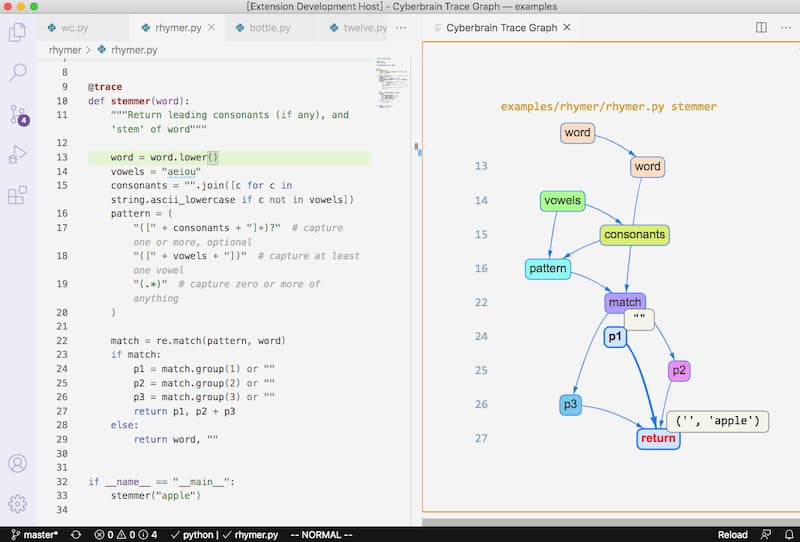 [Extension Development Host] - Cyberbrain Trace Graph — examples
wc.py
rhymer.py
bottle.py
twelve.py
Cyberbrain Trace Graph
rhymer > rhymer.py
7
8
9 @trace
10 def stemmer(word):
11 """Return leading consonants (if any), and
'stem' of word"""
12
13 word = word.lower()
14 vowels = "aeiou"
15 consonants = "".join([c for c in
string.ascii_lowercase if c not in vowels])
16 pattern = (
17 "([" + consonants + "]+)?" # capture
one or more, optional
18 "([" + vowels + "])" # capture at least
one vowel
19 "(.*)" # capture zero or more of
anything
20 )
21
22 match = re.match(pattern, word)
23 if match:
24 p1 = match.group(1) or ""
25 p2 = match.group(2) or ""
26 p3 = match.group(3) or ""
27 return p1, p2 + p3
28 else:
29 return word, ""
30
31
32 if __name__ == "__main__":
33 stemmer("apple")
34
4
examples/rhymer/rhymer.py stemmer
word
13 word
14 vowels
15 consonants
16 pattern
22 match
""
24 p1
25 p2
26 p3
('', 'apple')
27 return
master* 0 0 4 python | rhymer.py -- NORMAL -- Reload